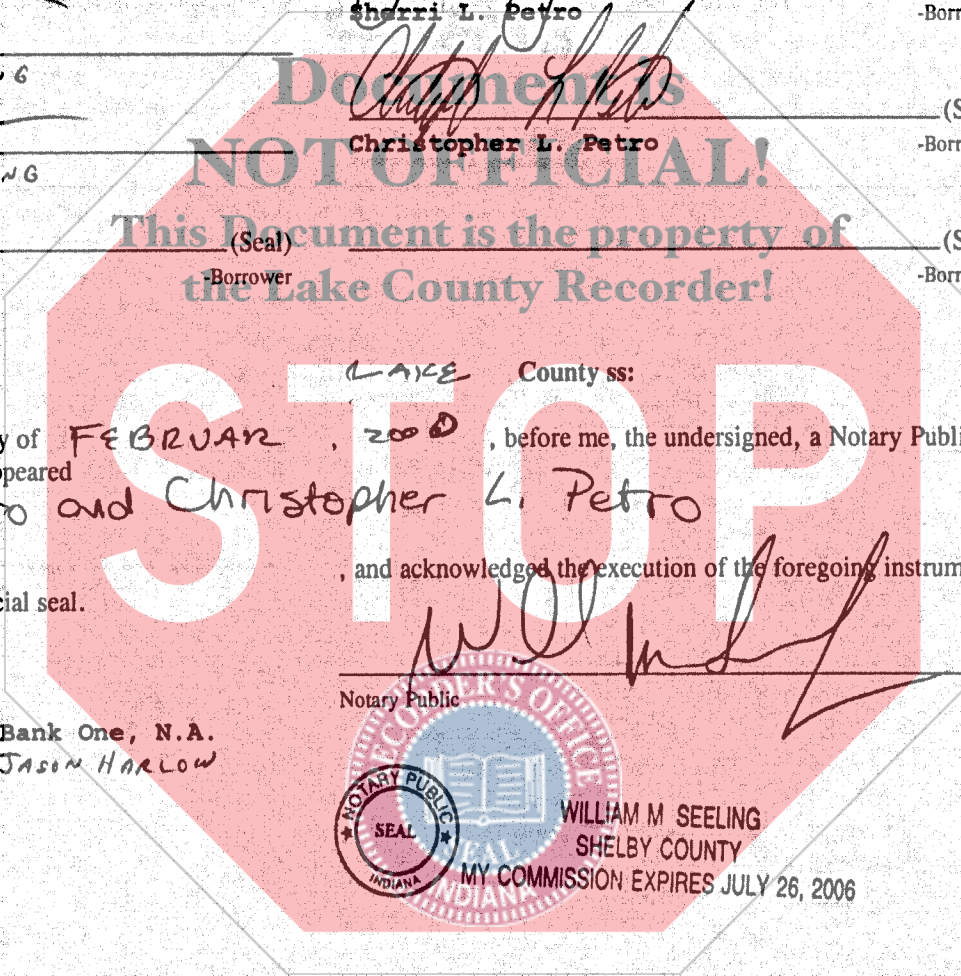 Sherri L. Petro -Borr
G
Document is
(S
Christopher L. Petro -Borr
NG
NOT OFFICIAL!
This Document is the property of
(Seal) (S
-Borrower -Borr
the Lake County Recorder!
STOP
LAKE County ss:
y of FEBRUAR , 200 , before me, the undersigned, a Notary Publi
peared
o and Christopher L. Petro
, and acknowledged the execution of the foregoing instrum
cial seal.
Notary Public
Bank One, N.A.
JASON HARLOW
RECORDER'S OFFICE
SEAL
INDIANA
NOTARY PUBLIC
SEAL
INDIANA
WILLIAM M SEELING
SHELBY COUNTY
MY COMMISSION EXPIRES JULY 26, 2006